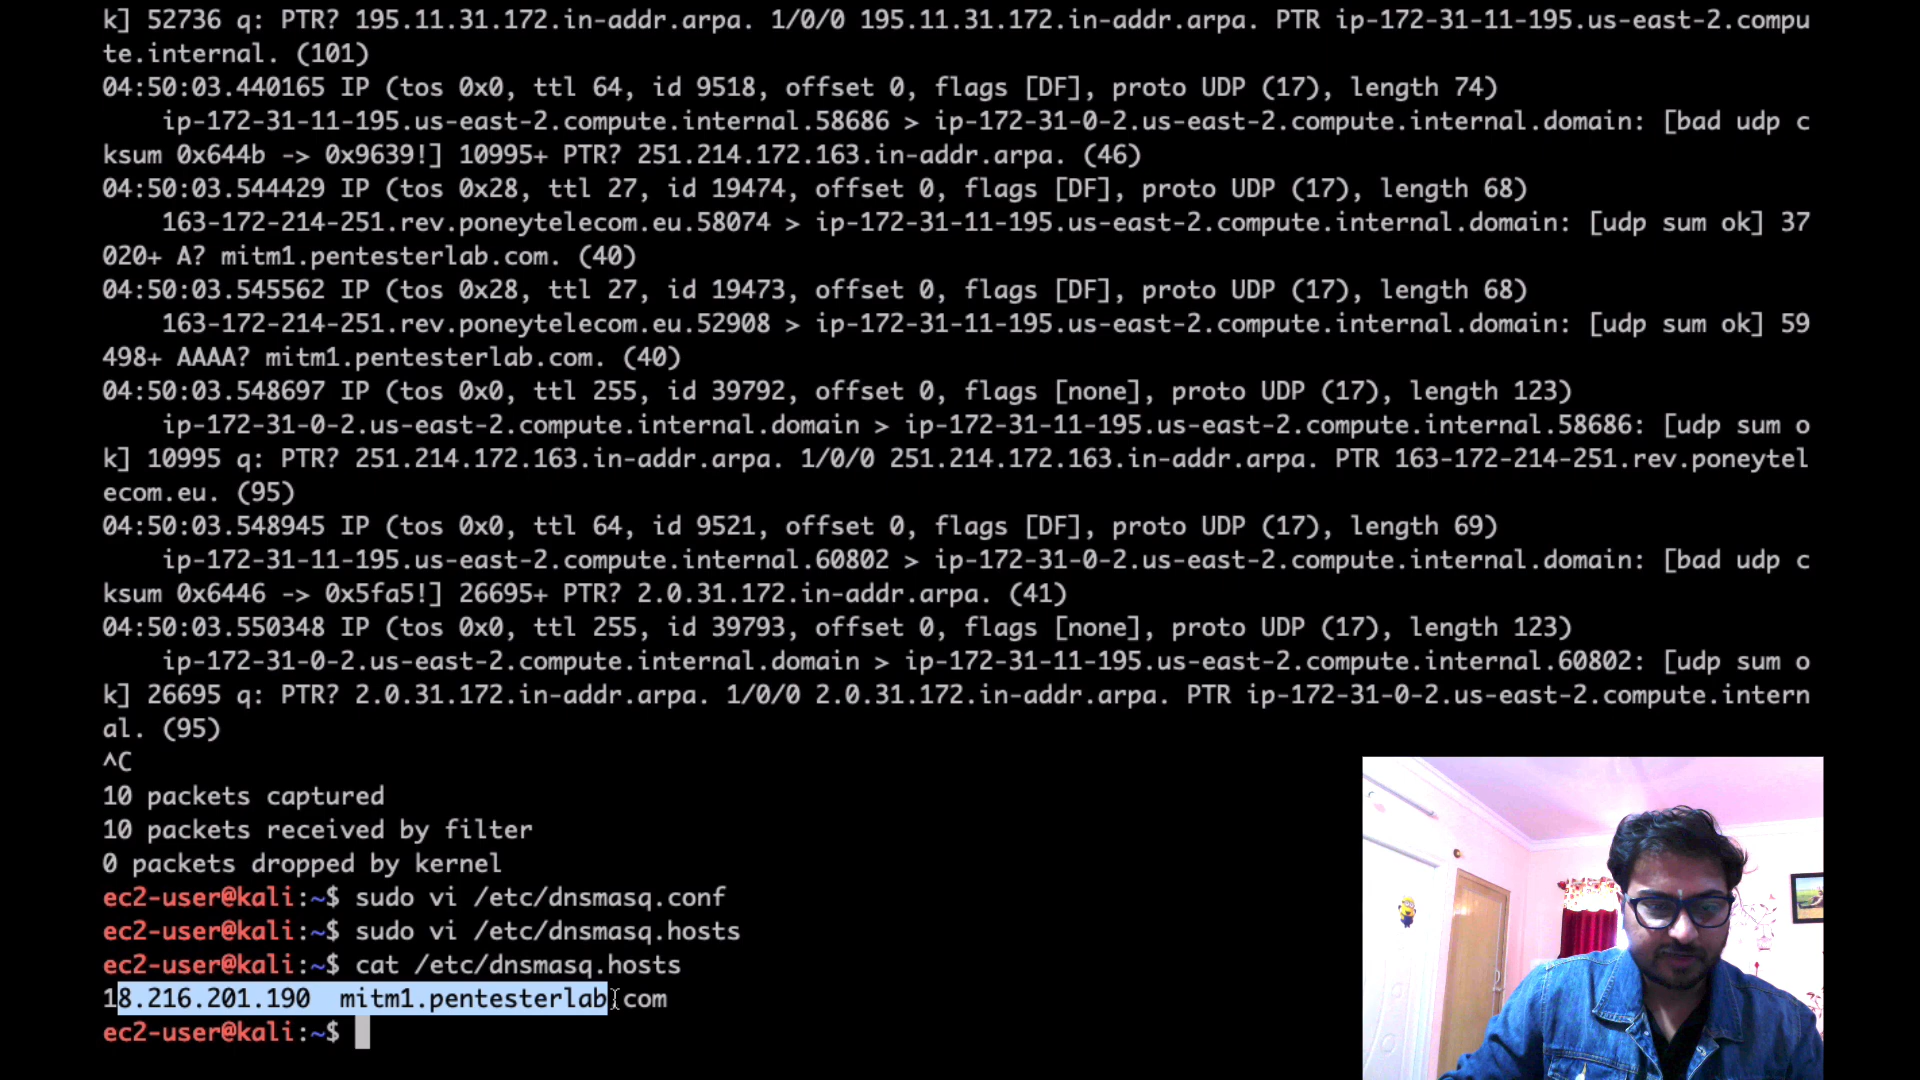 k] 52736 q: PTR? 195.11.31.172.in-addr.arpa. 1/0/0 195.11.31.172.in-addr.arpa. PTR ip-172-31-11-195.us-east-2.compu
te.internal. (101)
04:50:03.440165 IP (tos 0x0, ttl 64, id 9518, offset 0, flags [DF], proto UDP (17), length 74)
    ip-172-31-11-195.us-east-2.compute.internal.58686 > ip-172-31-0-2.us-east-2.compute.internal.domain: [bad udp c
ksum 0x644b -> 0x9639!] 10995+ PTR? 251.214.172.163.in-addr.arpa. (46)
04:50:03.544429 IP (tos 0x28, ttl 27, id 19474, offset 0, flags [DF], proto UDP (17), length 68)
    163-172-214-251.rev.poneytelecom.eu.58074 > ip-172-31-11-195.us-east-2.compute.internal.domain: [udp sum ok] 37
020+ A? mitm1.pentesterlab.com. (40)
04:50:03.545562 IP (tos 0x28, ttl 27, id 19473, offset 0, flags [DF], proto UDP (17), length 68)
    163-172-214-251.rev.poneytelecom.eu.52908 > ip-172-31-11-195.us-east-2.compute.internal.domain: [udp sum ok] 59
498+ AAAA? mitm1.pentesterlab.com. (40)
04:50:03.548697 IP (tos 0x0, ttl 255, id 39792, offset 0, flags [none], proto UDP (17), length 123)
    ip-172-31-0-2.us-east-2.compute.internal.domain > ip-172-31-11-195.us-east-2.compute.internal.58686: [udp sum o
k] 10995 q: PTR? 251.214.172.163.in-addr.arpa. 1/0/0 251.214.172.163.in-addr.arpa. PTR 163-172-214-251.rev.poneytel
ecom.eu. (95)
04:50:03.548945 IP (tos 0x0, ttl 64, id 9521, offset 0, flags [DF], proto UDP (17), length 69)
    ip-172-31-11-195.us-east-2.compute.internal.60802 > ip-172-31-0-2.us-east-2.compute.internal.domain: [bad udp c
ksum 0x6446 -> 0x5fa5!] 26695+ PTR? 2.0.31.172.in-addr.arpa. (41)
04:50:03.550348 IP (tos 0x0, ttl 255, id 39793, offset 0, flags [none], proto UDP (17), length 123)
    ip-172-31-0-2.us-east-2.compute.internal.domain > ip-172-31-11-195.us-east-2.compute.internal.60802: [udp sum o
k] 26695 q: PTR? 2.0.31.172.in-addr.arpa. 1/0/0 2.0.31.172.in-addr.arpa. PTR ip-172-31-0-2.us-east-2.compute.intern
al. (95)
^C
10 packets captured
10 packets received by filter
0 packets dropped by kernel
ec2-user@kali:~$ sudo vi /etc/dnsmasq.conf
ec2-user@kali:~$ sudo vi /etc/dnsmasq.hosts
ec2-user@kali:~$ cat /etc/dnsmasq.hosts
18.216.201.190  mitm1.pentesterlab.com
ec2-user@kali:~$